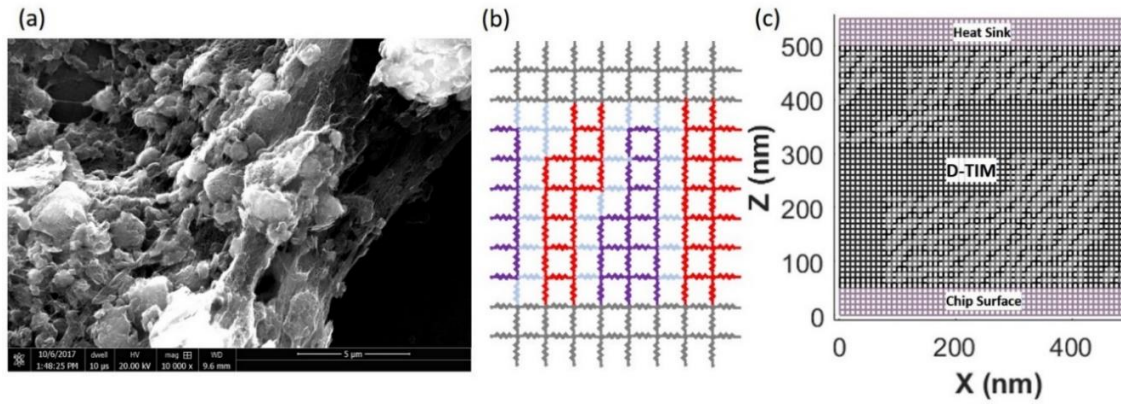 (a)
10/6/2017 dwell HV mag WD
1:48:25 PM 10 µs 20.00 kV 10 000 x 9.6 mm
5 µm
(b)
(c)
Heat Sink
D-TIM
Chip Surface
500
400
300
200
100
0
Z (nm)
0 200 400
X (nm)